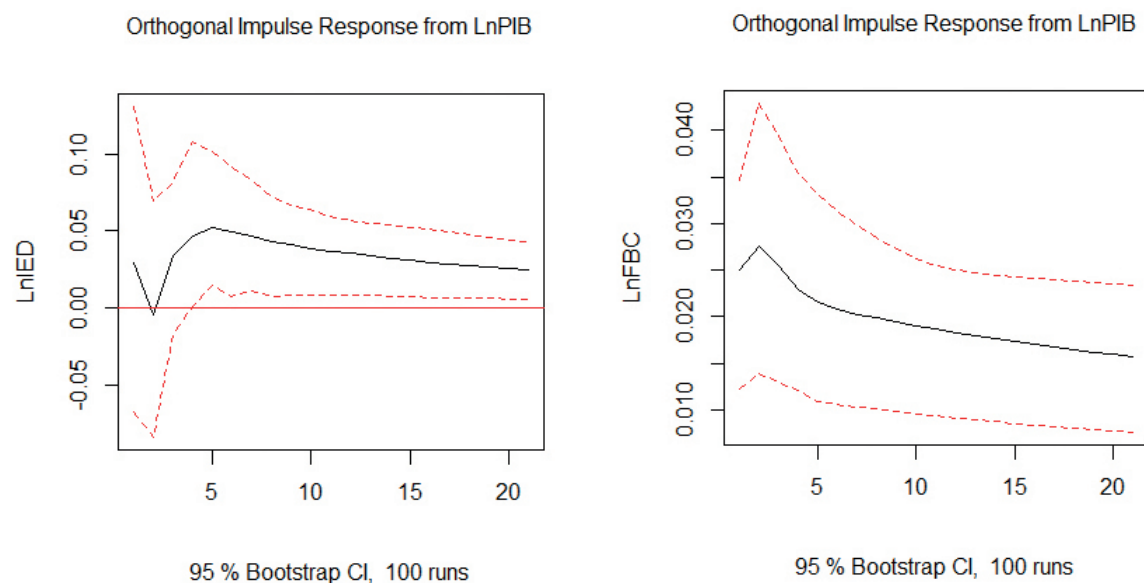 Orthogonal Impulse Response from LnPIB
LnIED
0.10
0.05
0.00
-0.05
5
10
15
20
95 % Bootstrap CI, 100 runs
Orthogonal Impulse Response from LnPIB
LnFBC
0.040
0.030
0.020
0.010
5
10
15
20
95 % Bootstrap CI, 100 runs